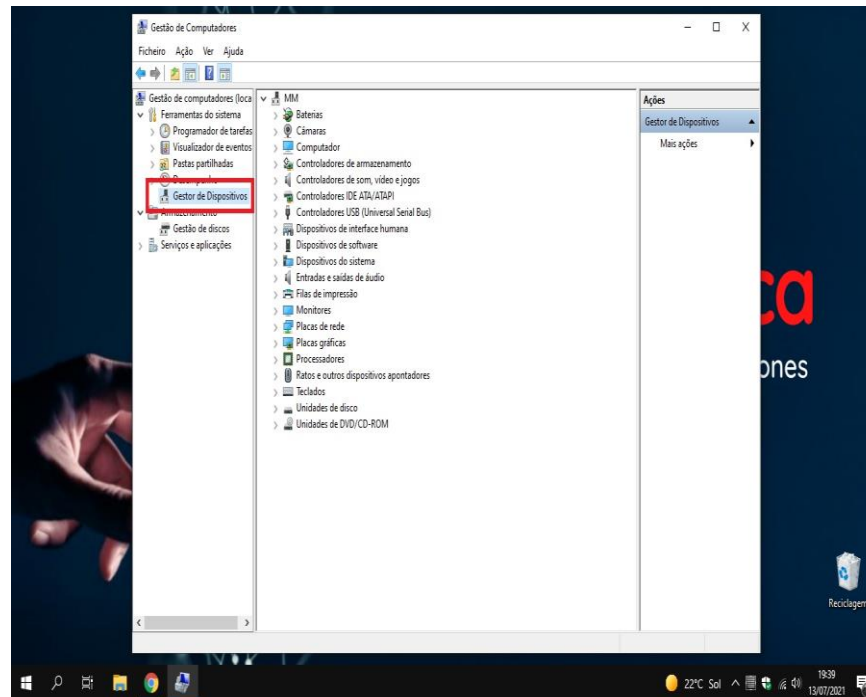 Gestão de Computadores
Ficheiro Ação Ver Ajuda
Gestão de computadores (loca
Ferramentas do sistema
Programador de tarefas
Visualizador de eventos
Pastas partilhadas
Gestor de Dispositivos
Armazenamento
Gestão de discos
Serviços e aplicações
MM
Baterias
Câmaras
Computador
Controladores de armazenamento
Controladores de som, vídeo e jogos
Controladores IDE ATA/ATAPI
Controladores USB (Universal Serial Bus)
Dispositivos de interface humana
Dispositivos de software
Dispositivos do sistema
Entradas e saídas de áudio
Filas de impressão
Monitores
Placas de rede
Placas gráficas
Processadores
Ratos e outros dispositivos apontadores
Teclados
Unidades de disco
Unidades de DVD/CD-ROM
Ações
Gestor de Dispositivos
Mais ações
ca
ones
Reciclagem
22°C Sol
19:39
13/07/2021